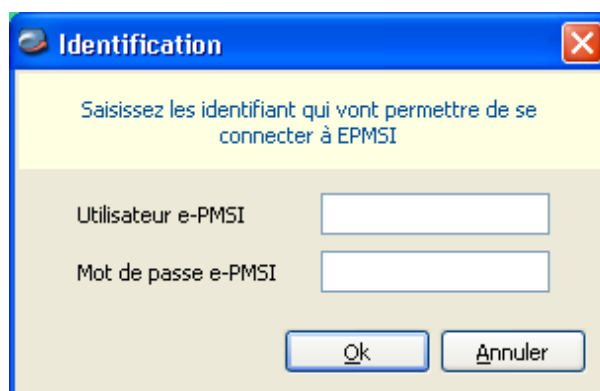 Identification
Saisissez les identifiant qui vont permettre de se
connecter à EPMSI
Utilisateur e-PMSI
Mot de passe e-PMSI
Ok
Annuler